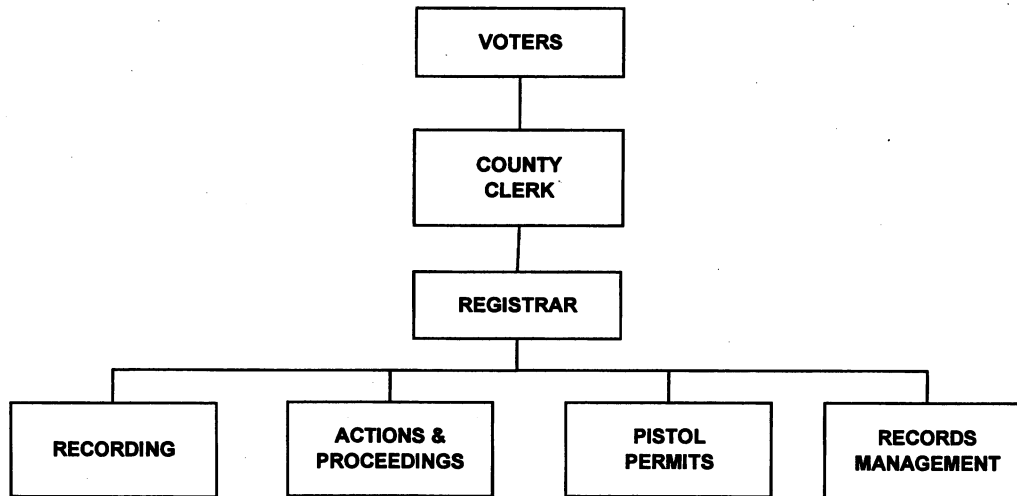 VOTERS
COUNTY
CLERK
REGISTRAR
RECORDING
ACTIONS &
PROCEEDINGS
PISTOL
PERMITS
RECORDS
MANAGEMENT